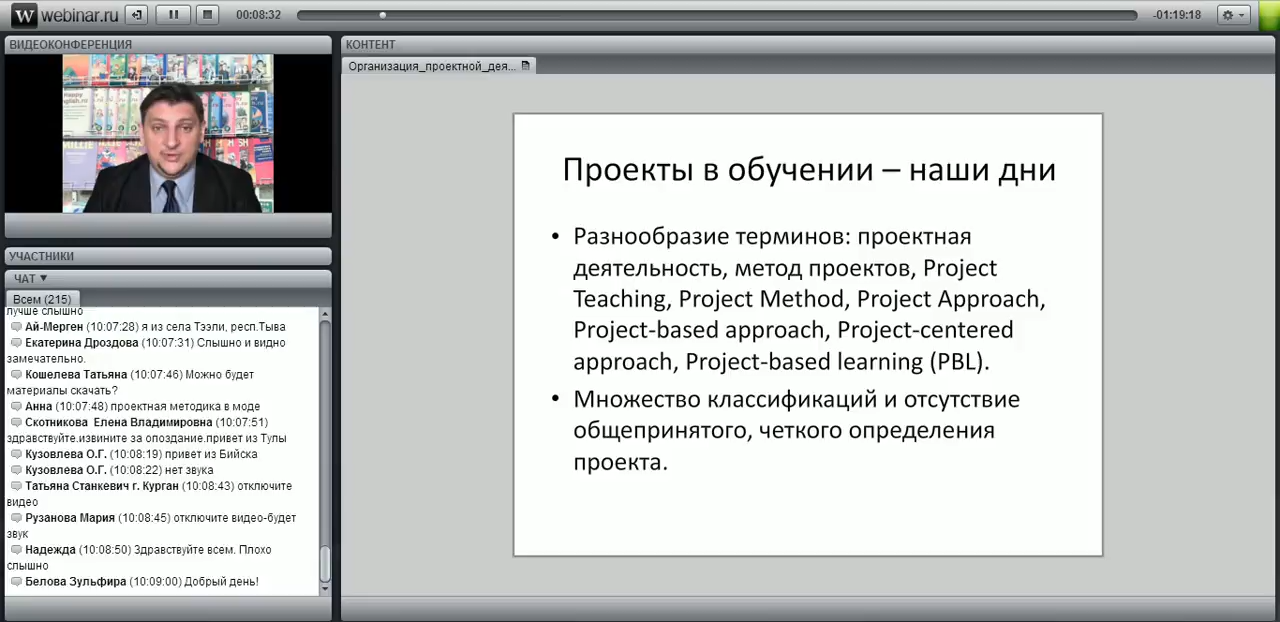 W webinar.ru
00:08:32
-01:19:18
ВИДЕОКОНФЕРЕНЦИЯ
УЧАСТНИКИ
ЧАТ ▼
Всем (215)
лучше слышно
Ай-Мерген (10:07:28) я из села Тээли, респ.Тыва
Екатерина Дроздова (10:07:31) Слышно и видно
замечательно.
Кошелева Татьяна (10:07:46) Можно будет
материалы скачать?
Анна (10:07:48) проектная методика в моде
Скотникова Елена Владимировна (10:07:51)
здравствуйте.извините за опоздание.привет из Тулы
Кузовлева О.Г. (10:08:19) привет из Бийска
Кузовлева О.Г. (10:08:22) нет звука
Татьяна Станкевич г. Курган (10:08:43) отключите
видео
Рузанова Мария (10:08:45) отключите видео-будет
звук
Надежда (10:08:50) Здравствуйте всем. Плохо
слышно
Белова Зульфира (10:09:00) Добрый день!
КОНТЕНТ
Организация_проектной_дея...
Проекты в обучении – наши дни
• Разнообразие терминов: проектная
деятельность, метод проектов, Project
Teaching, Project Method, Project Approach,
Project-based approach, Project-centered
approach, Project-based learning (PBL).
• Множество классификаций и отсутствие
общепринятого, четкого определения
проекта.